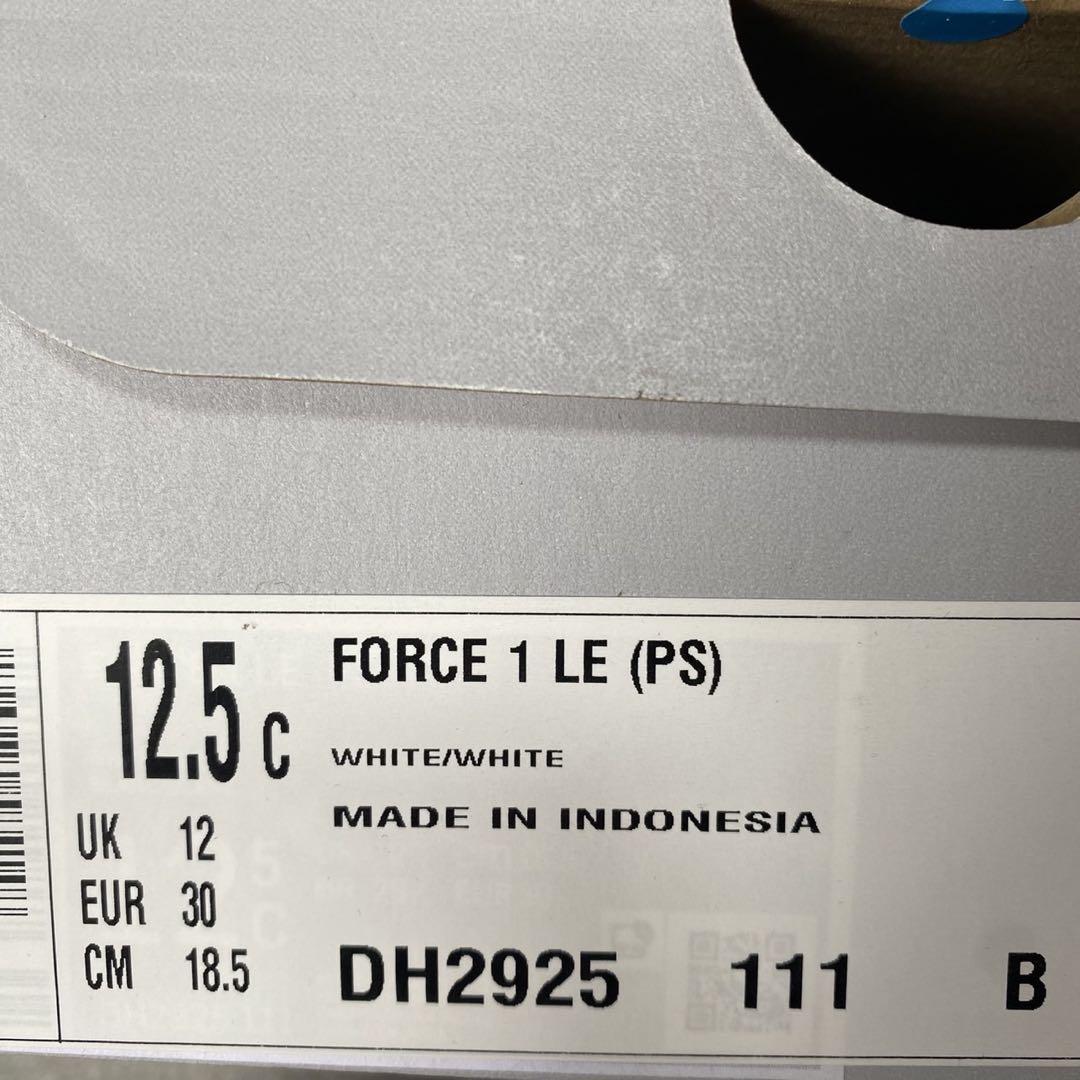 12.5 C
FORCE 1 LE (PS)
WHITE/WHITE
MADE IN INDONESIA
UK 12
EUR 30
CM 18.5
DH2925 111 B